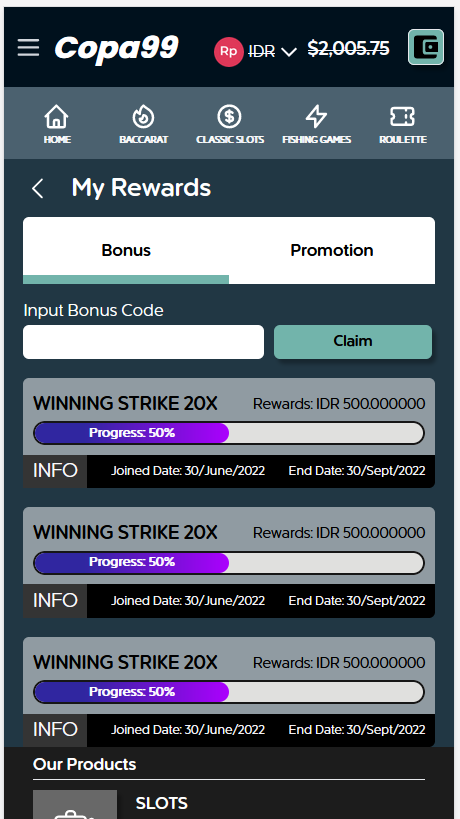 Copa99
Rp IDR $2,005.75
HOME BACCARAT CLASSIC SLOTS FISHING GAMES ROULETTE
My Rewards
Bonus Promotion
Input Bonus Code
Claim
WINNING STRIKE 20X Rewards: IDR 500.000000
Progress: 50%
INFO Joined Date: 30/June/2022 End Date: 30/Sept/2022
WINNING STRIKE 20X Rewards: IDR 500.000000
Progress: 50%
INFO Joined Date: 30/June/2022 End Date: 30/Sept/2022
WINNING STRIKE 20X Rewards: IDR 500.000000
Progress: 50%
INFO Joined Date: 30/June/2022 End Date: 30/Sept/2022
Our Products
SLOTS